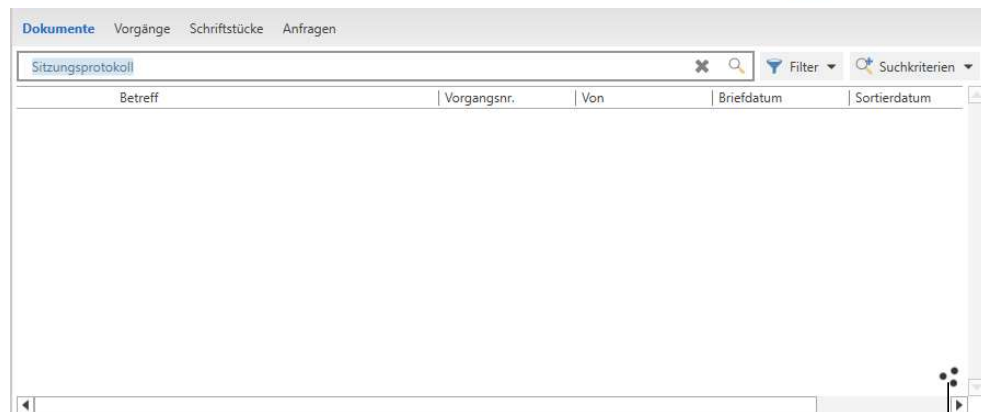 Dokumente Vorgänge Schriftstücke Anfragen
Sitzungsprotokoll Filter Suchkriterien
Betreff Vorgangsnr. Von Briefdatum Sortierdatum